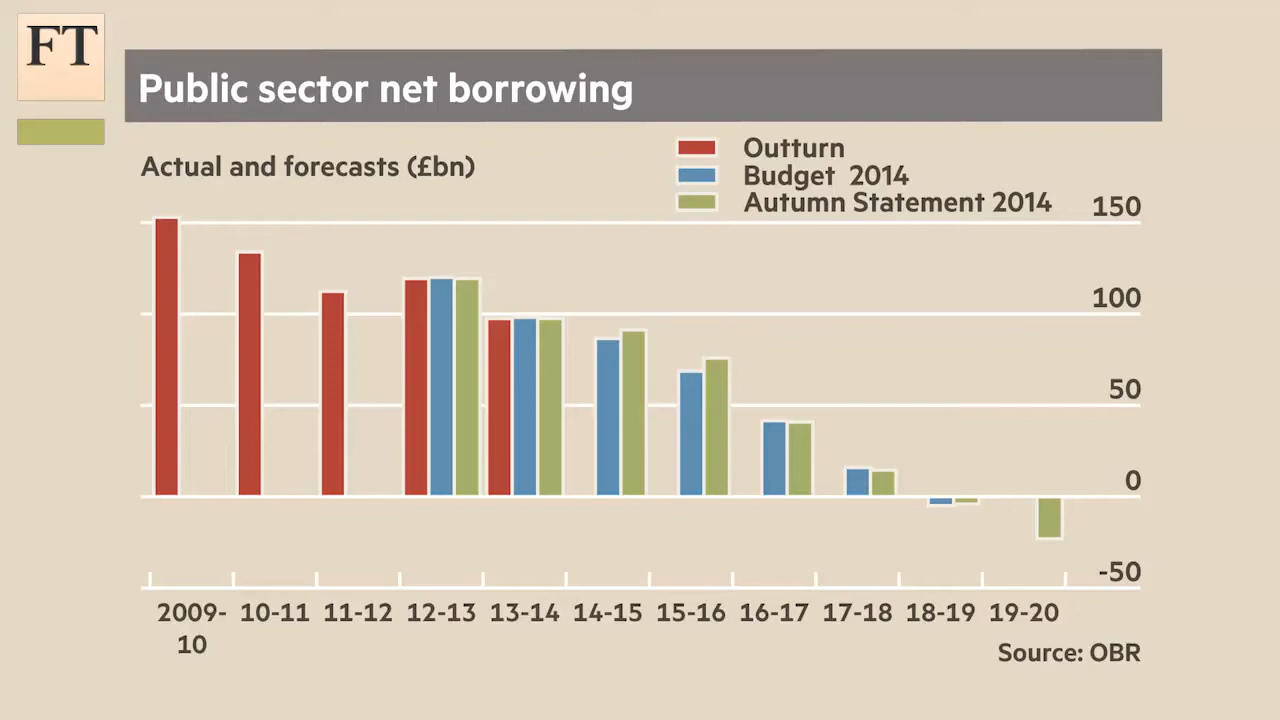 FT
Public sector net borrowing
Actual and forecasts (£bn)
Outturn
Budget 2014
Autumn Statement 2014
150
100
50
0
-50
2009-10 10-11 11-12 12-13 13-14 14-15 15-16 16-17 17-18 18-19 19-20
Source: OBR